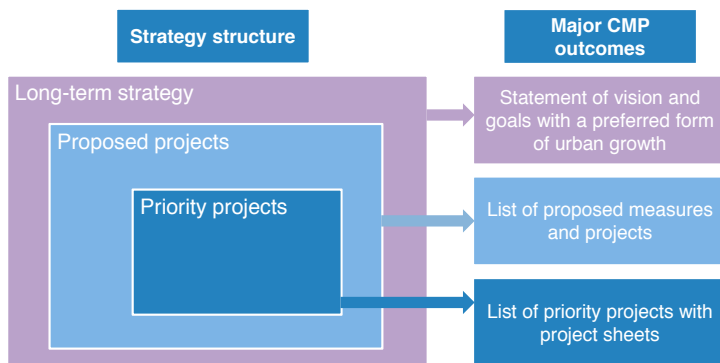 Strategy structure
Major CMP
outcomes
Long-term strategy
Statement of vision and
goals with a preferred form
of urban growth
Proposed projects
Priority projects
List of proposed measures
and projects
List of priority projects with
project sheets